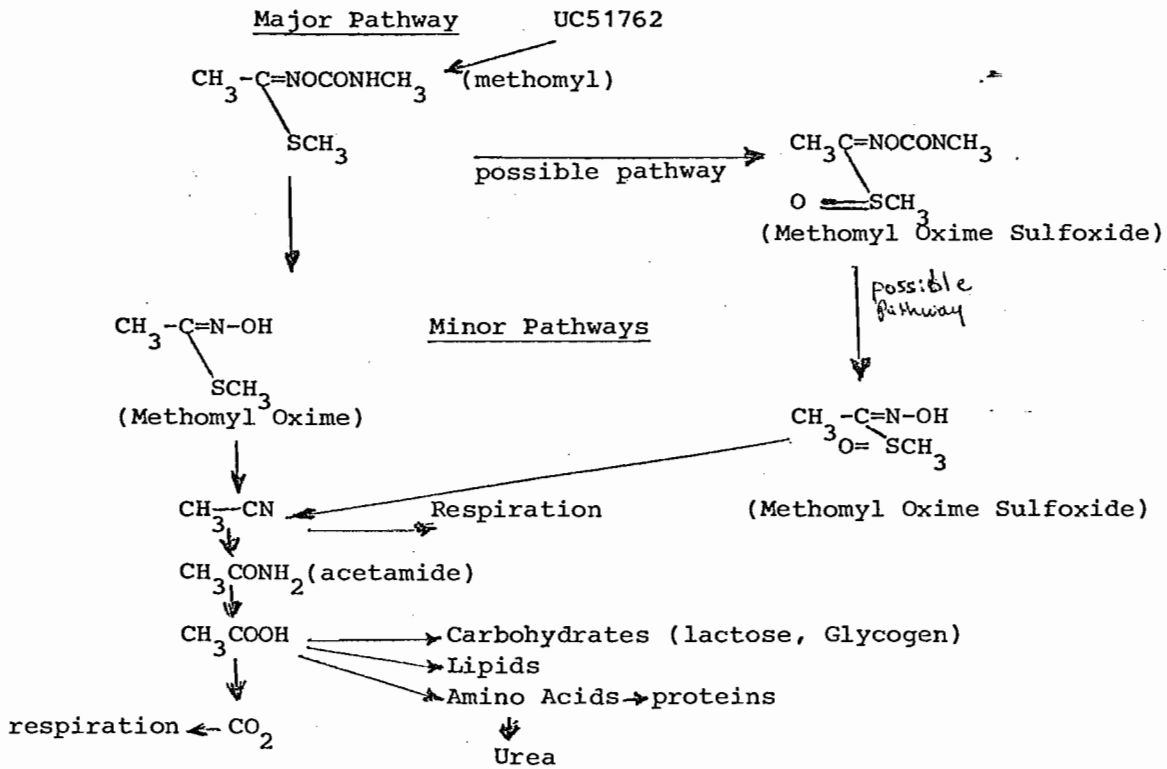 Major Pathway UC51762
CH3-C=NOCONHCH3 (methomyl)
SCH3
possible pathway
CH3C=NOCONCH3
O = SCH3
(Methomyl Oxime Sulfoxide)
possible
pathway
CH3-C=N-OH
Minor Pathways
SCH3
(Methomyl Oxime)
CH3-C=N-OH
O= SCH3
(Methomyl Oxime Sulfoxide)
CH3-CN
Respiration
CH3CONH2(acetamide)
CH3COOH
Carbohydrates (lactose, Glycogen)
Lipids
Amino Acids→proteins
respiration←CO2
Urea